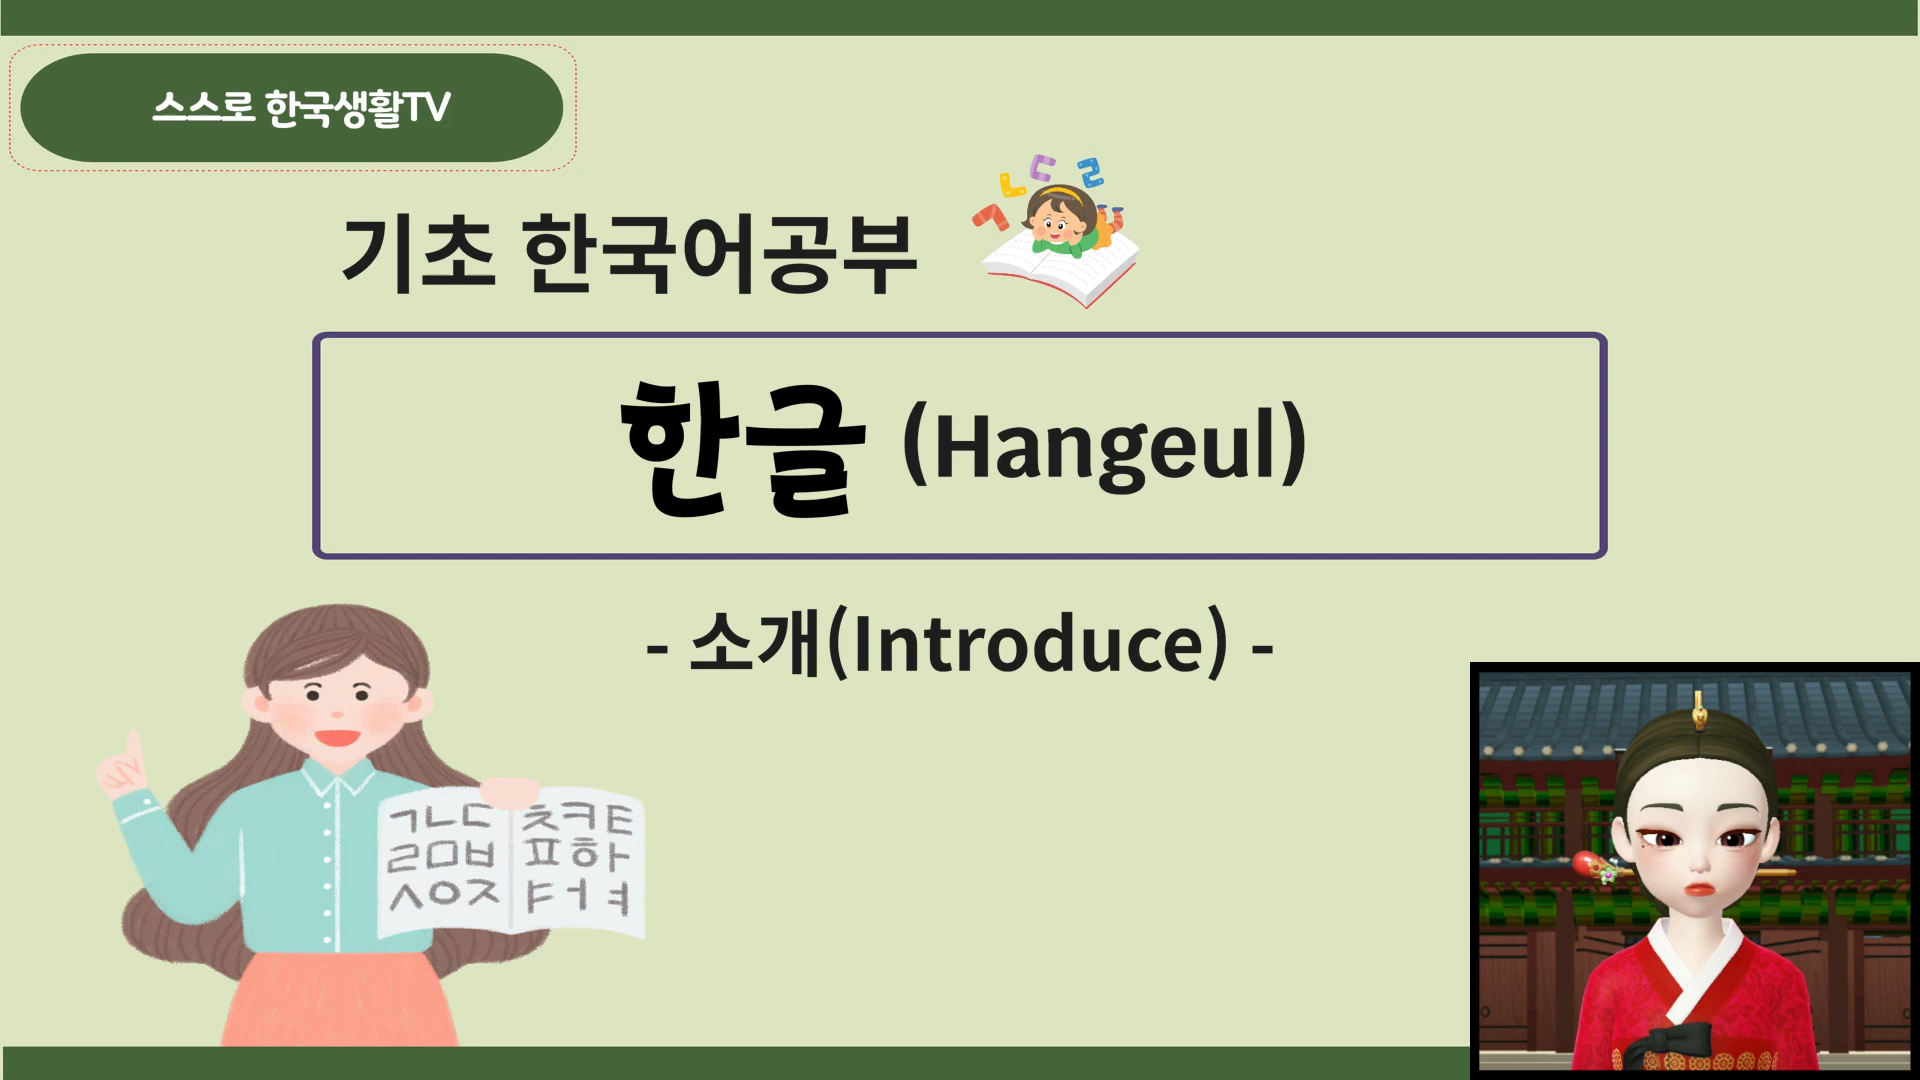 스스로 한국생활TV
ㄱㄴㄷㄹ
기초 한국어공부
한글 (Hangeul)
- 소개(Introduce) -
ㄱㄴㄷ ㅊㅋㅌ
ㄹㅁㅂ ㅍ하
ㅅㅇㅈ ㅑㅓㅕ